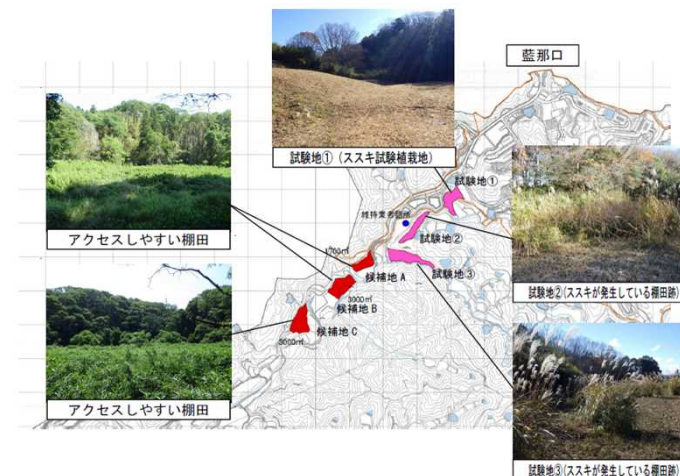 藍那口
試験地①(ススキ試験植栽地)
アクセスしやすい棚田
試験地①
維持業者詰所
試験地②
試験地③
1700㎡
候補地 A
3000㎡
候補地 B
候補地 C
3000㎡
試験地②(ススキが発生している棚田跡)
アクセスしやすい棚田
試験地③(ススキが発生している棚田跡)